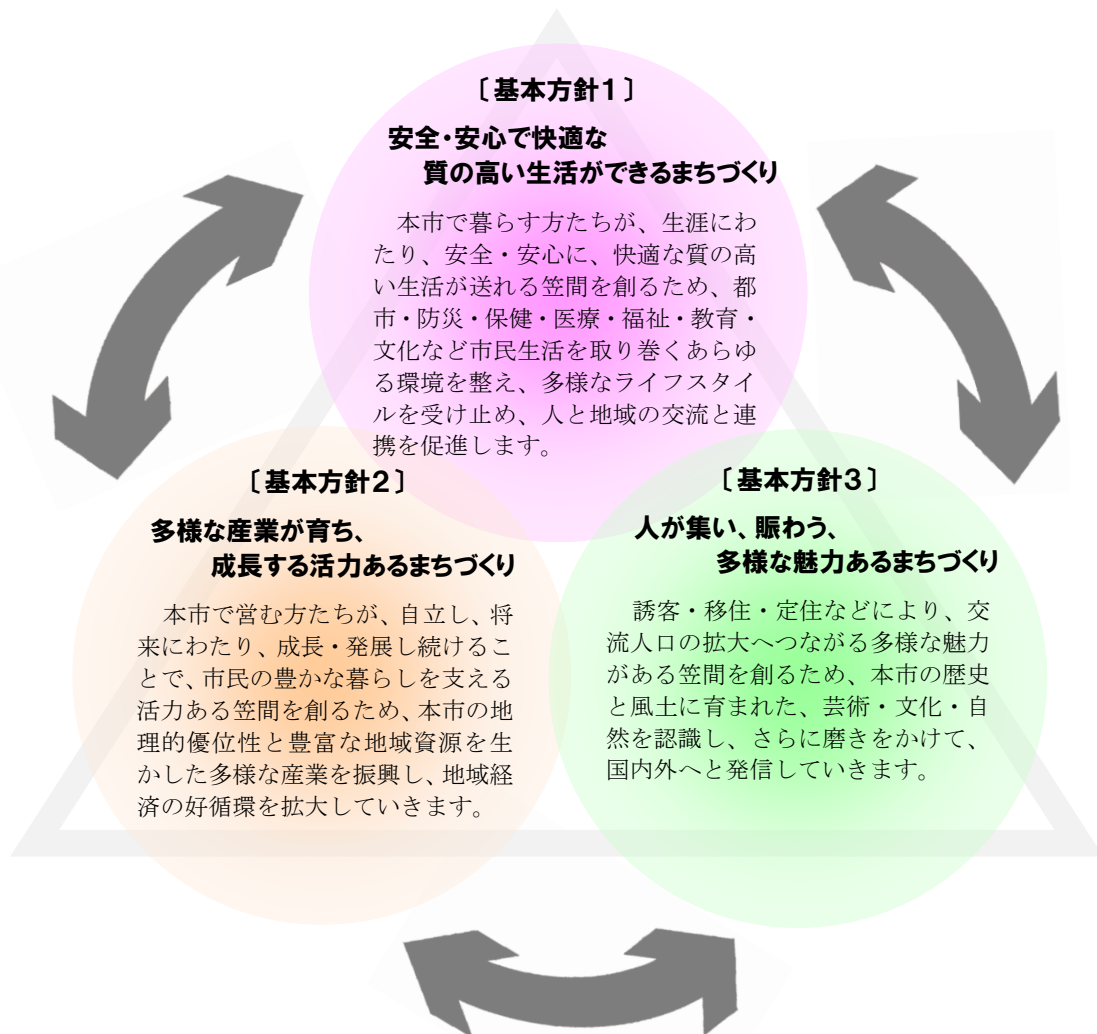 〔基本方針1〕
安全・安心で快適な
質の高い生活ができるまちづくり
本市で暮らす方たちが、生涯にわ
たり、安全・安心に、快適な質の高
い生活が送れる笠間を創るため、都
市・防災・保健・医療・福祉・教育・
文化など市民生活を取り巻くあらゆ
る環境を整え、多様なライフスタイ
ルを受け止め、人と地域の交流と連
携を促進します。
〔基本方針2〕
多様な産業が育ち、
成長する活力あるまちづくり
本市で営む方たちが、自立し、将
来にわたり、成長・発展し続けるこ
とで、市民の豊かな暮らしを支える
活力ある笠間を創るため、本市の地
理的優位性と豊富な地域資源を生
かした多様な産業を振興し、地域経
済の好循環を拡大していきます。
〔基本方針3〕
人が集い、賑わう、
多様な魅力あるまちづくり
誘客・移住・定住などにより、交
流人口の拡大へつながる多様な魅力
がある笠間を創るため、本市の歴史
と風土に育まれた、芸術・文化・自
然を認識し、さらに磨きをかけて、
国内外へと発信していきます。